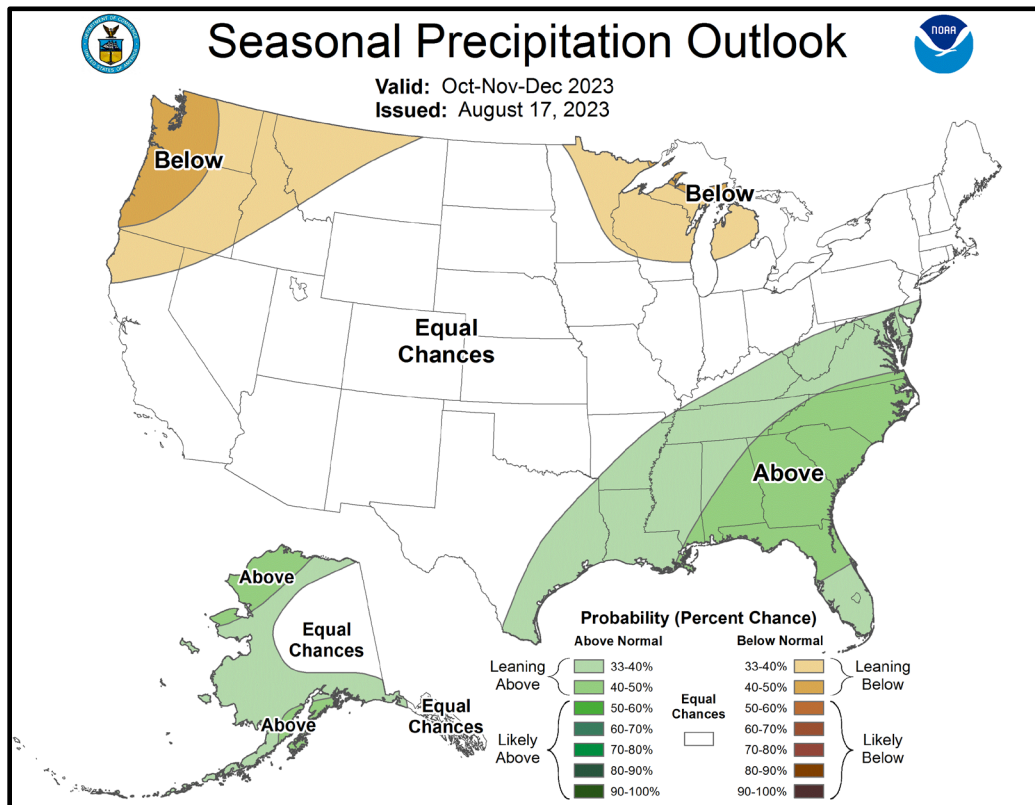 Seasonal Precipitation Outlook
NOAA
Valid: Oct-Nov-Dec 2023
Issued: August 17, 2023
Below
Below
Equal
Chances
Above
Above
Equal
Chances
Above
Equal
Chances
Probability (Percent Chance)
Above Normal
Below Normal
Leaning
Above
33-40%
40-50%
Likely
Above
50-60%
60-70%
70-80%
80-90%
90-100%
Equal
Chances
33-40%
40-50%
Leaning
Below
50-60%
60-70%
70-80%
80-90%
90-100%
Likely
Below